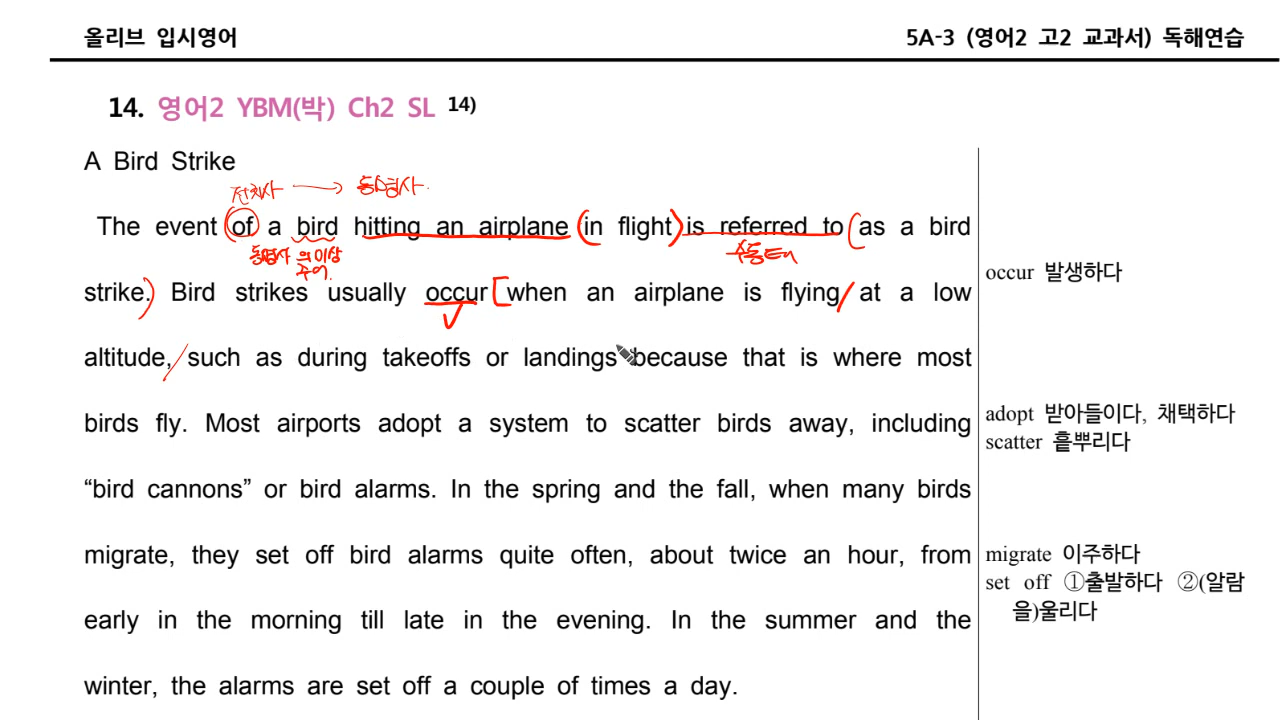 올리브 입시영어
5A-3 (영어2 고2 교과서) 독해연습
14. 영어2 YBM(박) Ch2 SL 14)
A Bird Strike
전치사 → 동명사.
The event of a bird hitting an airplane (in flight) is referred to (as a bird
동명사 의미상 주어. 수동태
strike.) Bird strikes usually occur [when an airplane is flying / at a low
altitude, / such as during takeoffs or landings because that is where most
birds fly. Most airports adopt a system to scatter birds away, including
“bird cannons” or bird alarms. In the spring and the fall, when many birds
migrate, they set off bird alarms quite often, about twice an hour, from
early in the morning till late in the evening. In the summer and the
winter, the alarms are set off a couple of times a day.
occur 발생하다
adopt 받아들이다, 채택하다
scatter 흩뿌리다
migrate 이주하다
set off ①출발하다 ②(알람
을)울리다